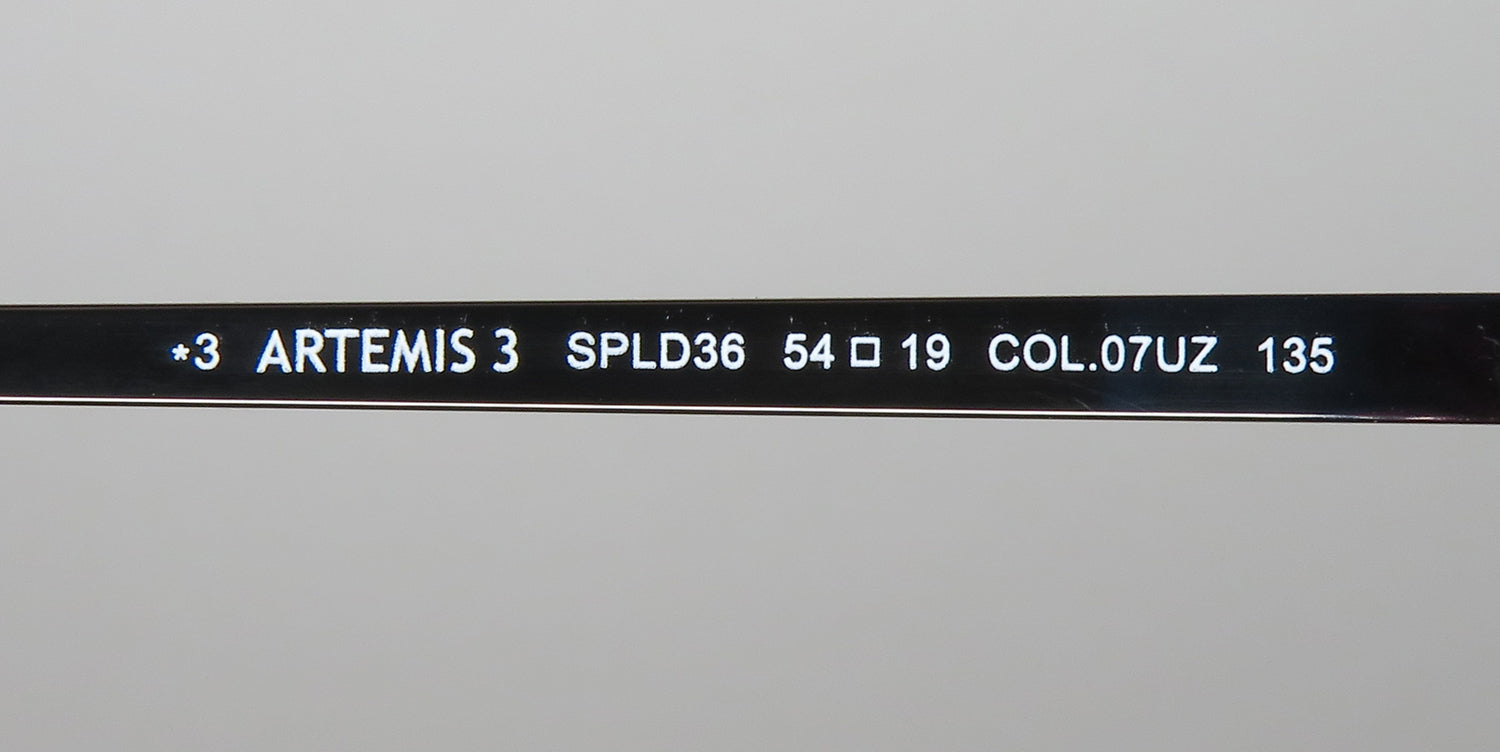 *3 ARTEMIS 3 SPLD36 54 □ 19 COL.07UZ 135